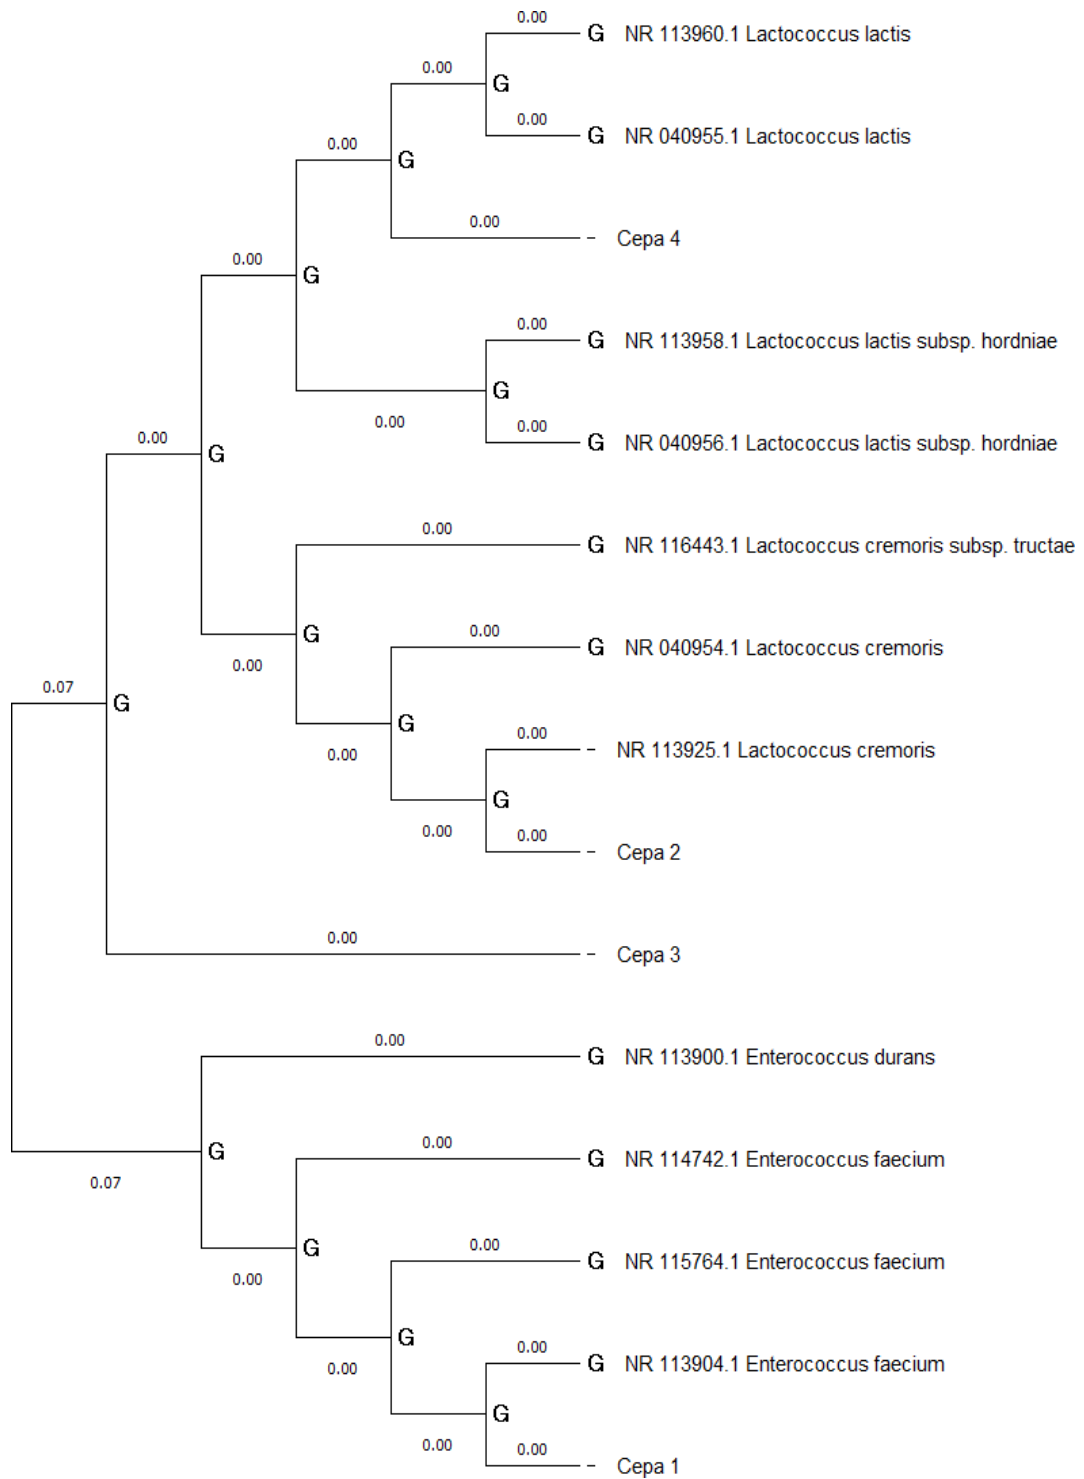 0.00
G NR 113960.1 Lactococcus lactis
0.00
G
0.00
G NR 040955.1 Lactococcus lactis
0.00
G
0.00
- Cepa 4
0.00
G
0.00
G NR 113958.1 Lactococcus lactis subsp. hordniae
G
0.00
0.00
G NR 040956.1 Lactococcus lactis subsp. hordniae
0.00
G
0.00
G NR 116443.1 Lactococcus cremoris subsp. tructae
G
0.00
0.00
G NR 040954.1 Lactococcus cremoris
0.07
G
G
0.00
0.00
- NR 113925.1 Lactococcus cremoris
G
0.00
0.00
- Cepa 2
0.00
- Cepa 3
0.00
G NR 113900.1 Enterococcus durans
G
0.07
0.00
G NR 114742.1 Enterococcus faecium
G
0.00
0.00
G NR 115764.1 Enterococcus faecium
G
0.00
0.00
G NR 113904.1 Enterococcus faecium
G
0.00
0.00
- Cepa 1